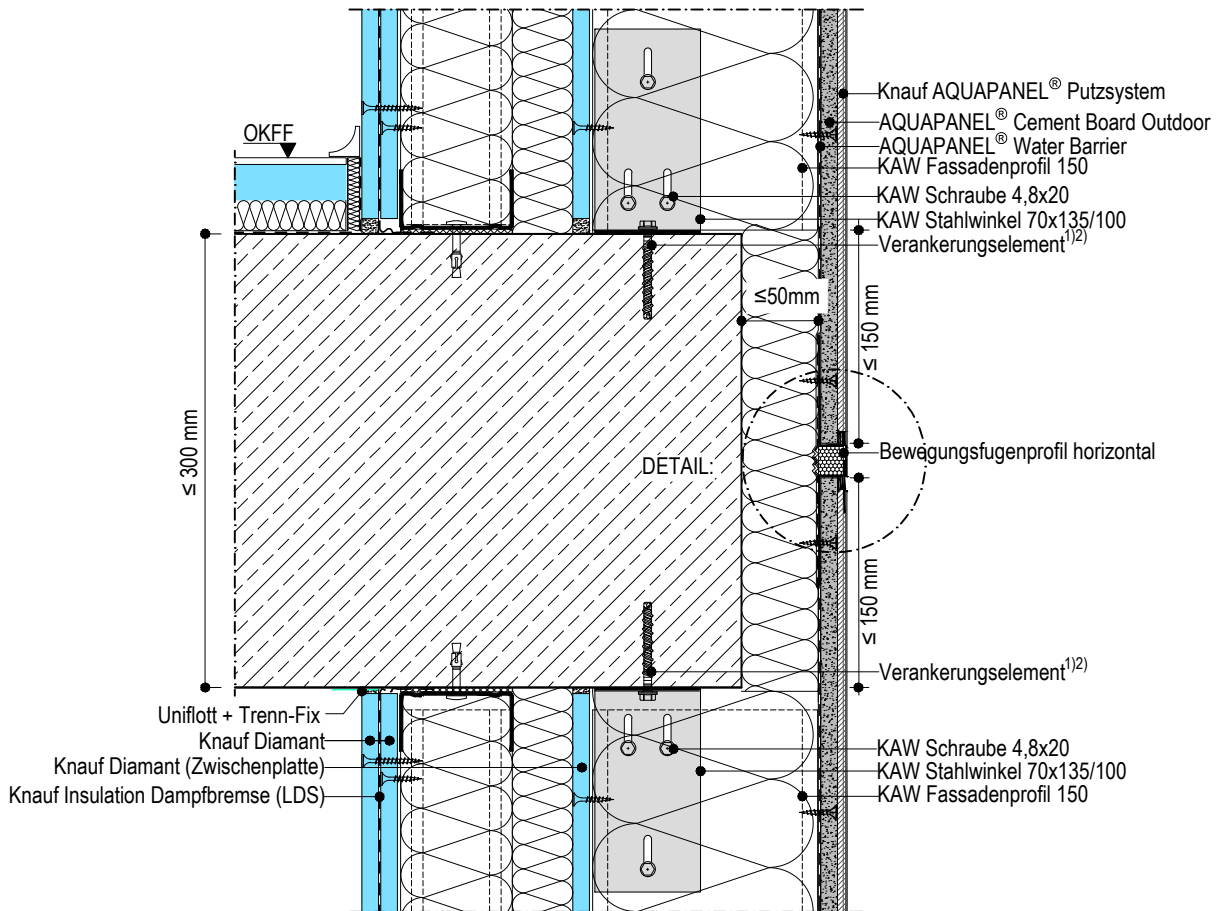 Knauf AQUAPANEL® Putzsystem
AQUAPANEL® Cement Board Outdoor
OKFF
AQUAPANEL® Water Barrier
KAW Fassadenprofil 150
KAW Schraube 4,8x20
KAW Stahlwinkel 70x135/100
Verankerungselement1)2)
≤50mm
≤ 150 mm
≤ 300 mm
Bewegungsfugenprofil horizontal
DETAIL:
≤ 150 mm
Verankerungselement1)2)
Uniflott + Trenn-Fix
Knauf Diamant
KAW Schraube 4,8x20
Knauf Diamant (Zwischenplatte)
KAW Stahlwinkel 70x135/100
Knauf Insulation Dampfbremse (LDS)
KAW Fassadenprofil 150